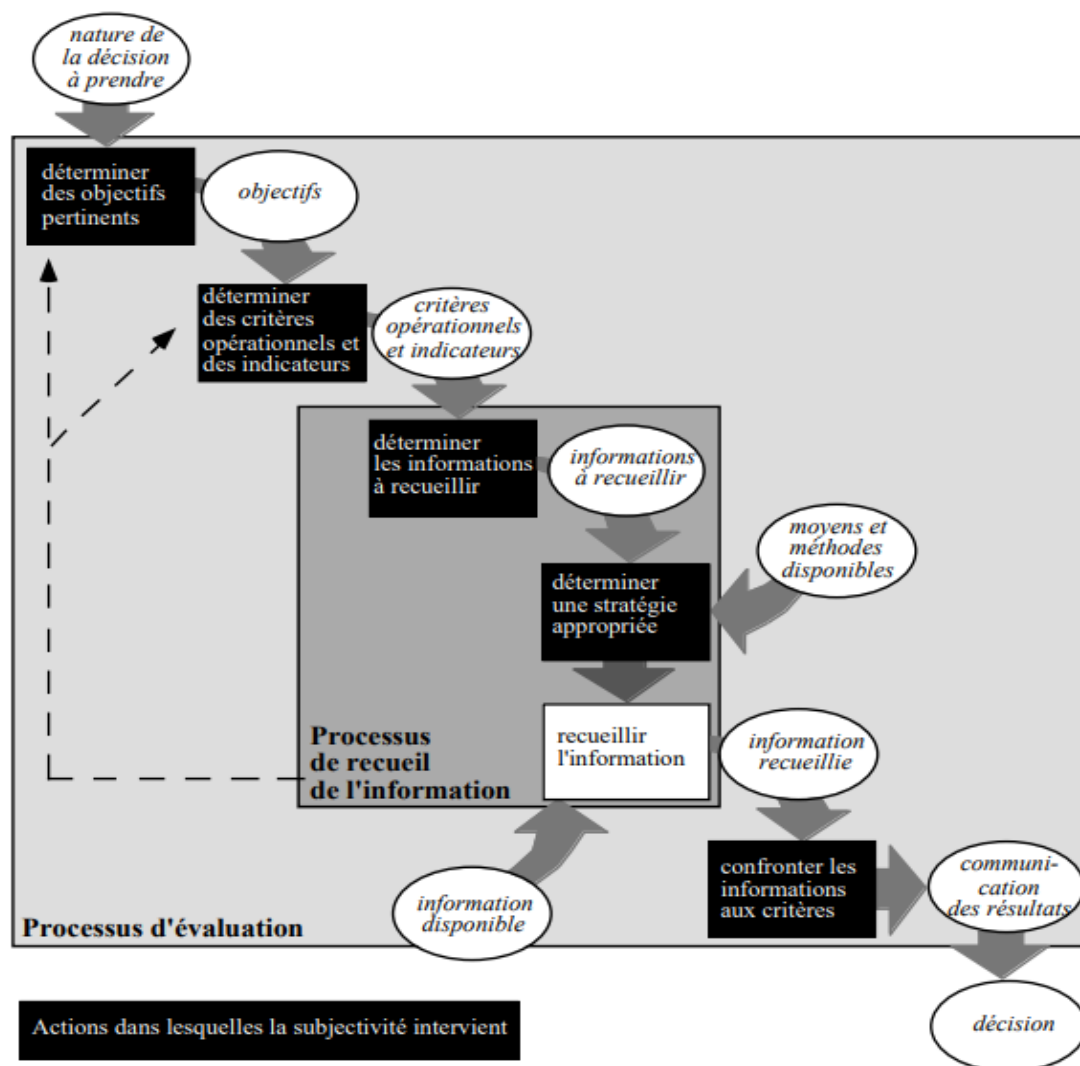 nature de
la décision
à prendre
déterminer
des objectifs
pertinents
objectifs
déterminer
des critères
opérationnels et
des indicateurs
critères
opérationnels
et indicateurs
déterminer
les informations
à recueillir
informations
à recueillir
moyens et
méthodes
disponibles
déterminer
une stratégie
appropriée
Processus
de recueil
de l'information
recueillir
l'information
information
recueillie
information
disponible
confronter les
informations
aux critères
communi-
cation
des résultats
Processus d'évaluation
décision
Actions dans lesquelles la subjectivité intervient